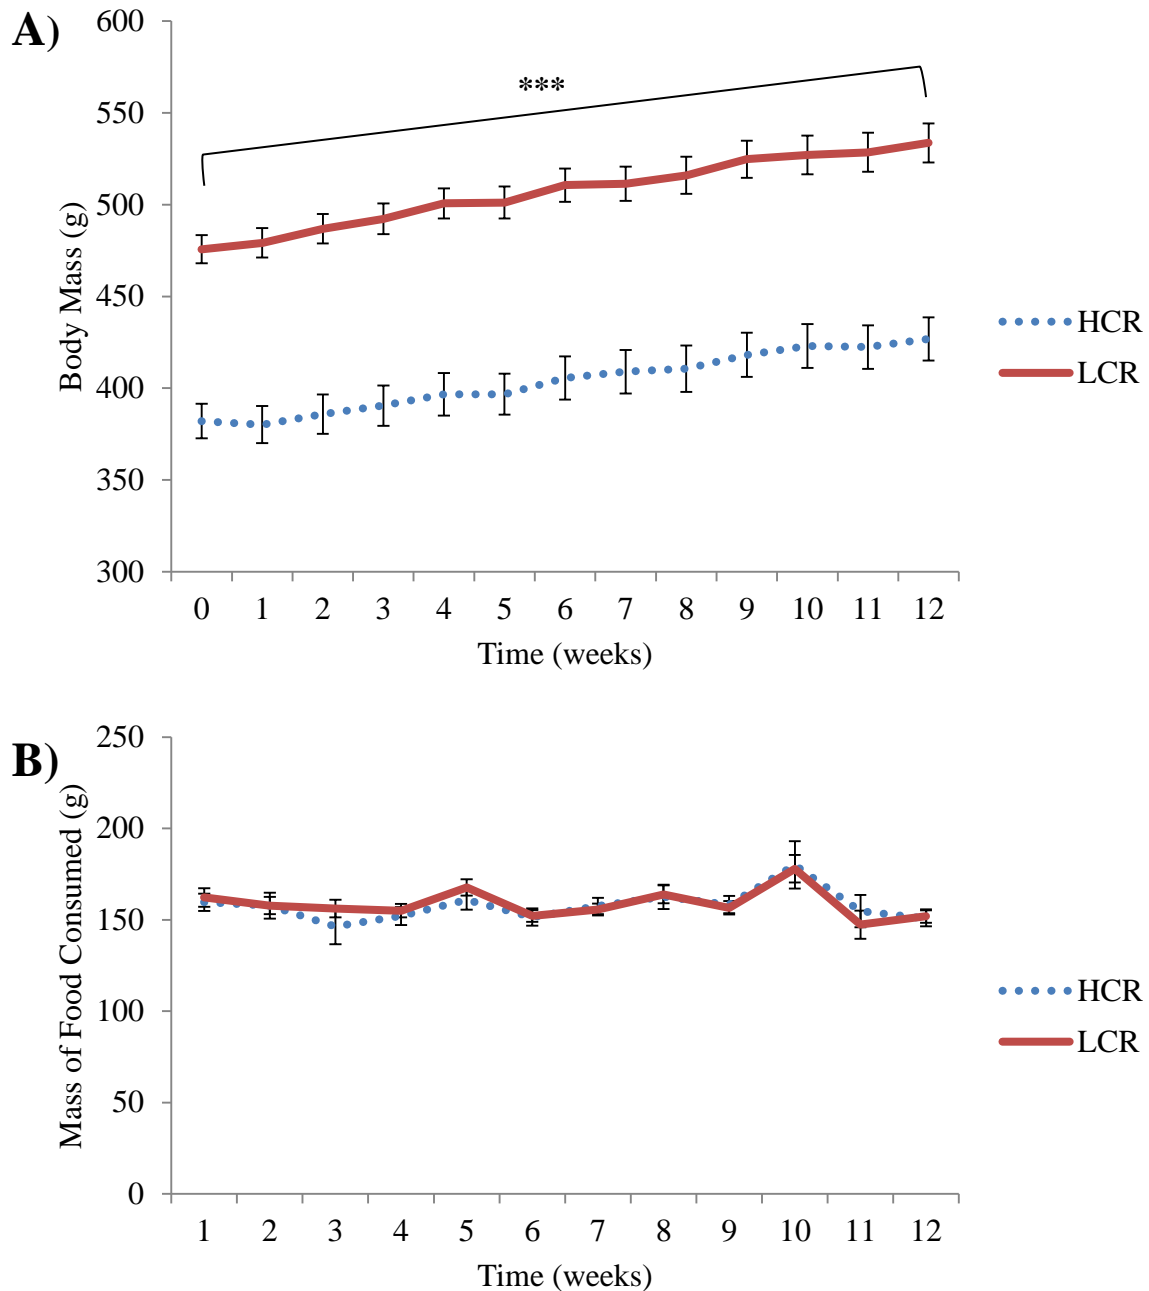 A)
Body Mass (g)
600
550
500
450
400
350
300
***
0 1 2 3 4 5 6 7 8 9 10 11 12
Time (weeks)
HCR
LCR
B)
Mass of Food Consumed (g)
250
200
150
100
50
0
1 2 3 4 5 6 7 8 9 10 11 12
Time (weeks)
HCR
LCR